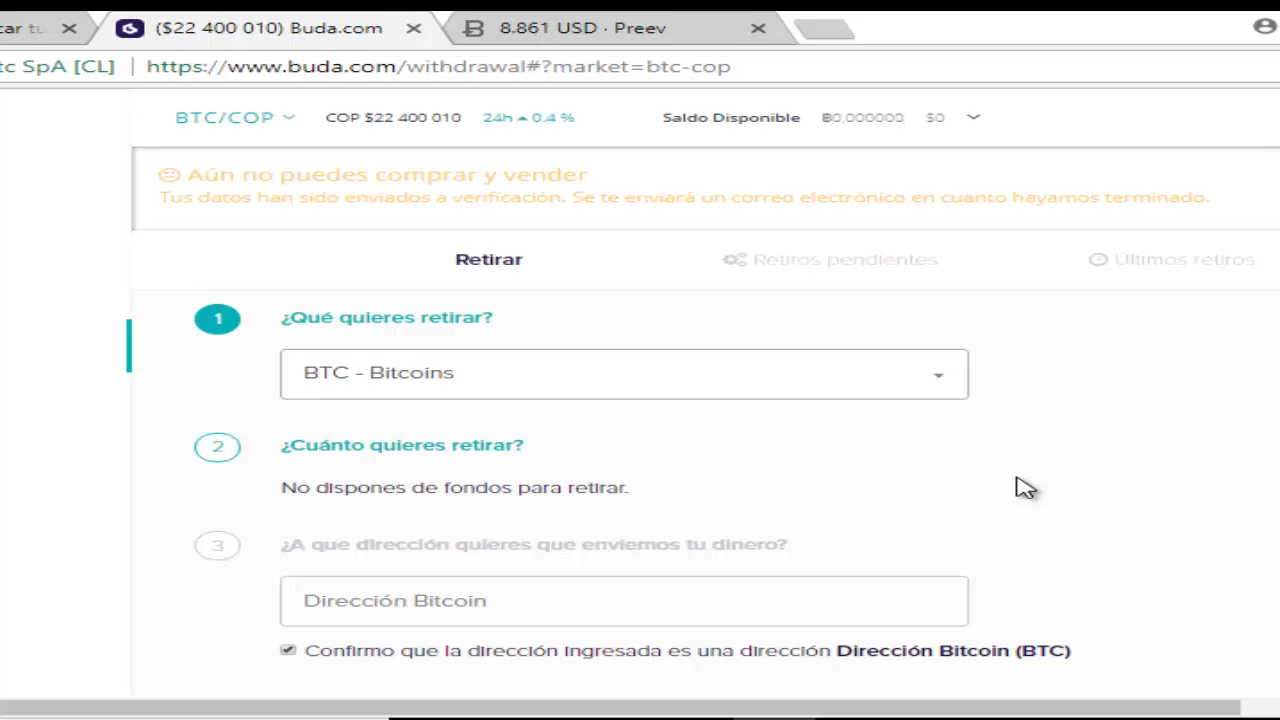 ($22 400 010) Buda.com
8.861 USD · Preev
SpA [CL] | https://www.buda.com/withdrawal#?market=btc-cop
BTC/COP COP $22 400 010 24h 0.4 % Saldo Disponible ฿0,000000 $0
Aún no puedes comprar y vender
Tus datos han sido enviados a verificación. Se te enviará un correo electrónico en cuanto hayamos terminado.
Retirar Retiros pendientes Últimos retiros
1 ¿Qué quieres retirar?
BTC - Bitcoins
2 ¿Cuánto quieres retirar?
No dispones de fondos para retirar.
3 ¿A que dirección quieres que enviemos tu dinero?
Dirección Bitcoin
Confirmo que la dirección ingresada es una dirección Dirección Bitcoin (BTC)